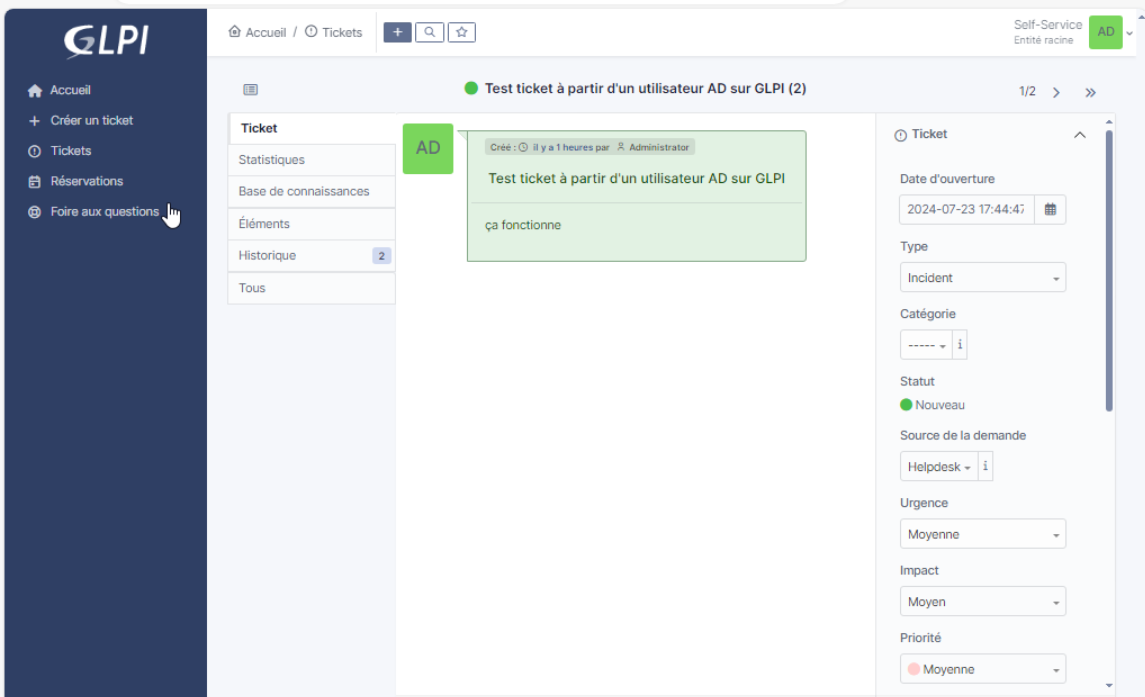 GLPI
Accueil
Créer un ticket
Tickets
Réservations
Foire aux questions
Accueil / Tickets
Self-Service
Entité racine
AD
Test ticket à partir d'un utilisateur AD sur GLPI (2)
1/2
Ticket
Statistiques
Base de connaissances
Éléments
Historique 2
Tous
AD
Créé : il y a 1 heures par Administrator
Test ticket à partir d'un utilisateur AD sur GLPI
ça fonctionne
Ticket
Date d'ouverture
2024-07-23 17:44:47
Type
Incident
Catégorie
----- i
Statut
Nouveau
Source de la demande
Helpdesk i
Urgence
Moyenne
Impact
Moyen
Priorité
Moyenne